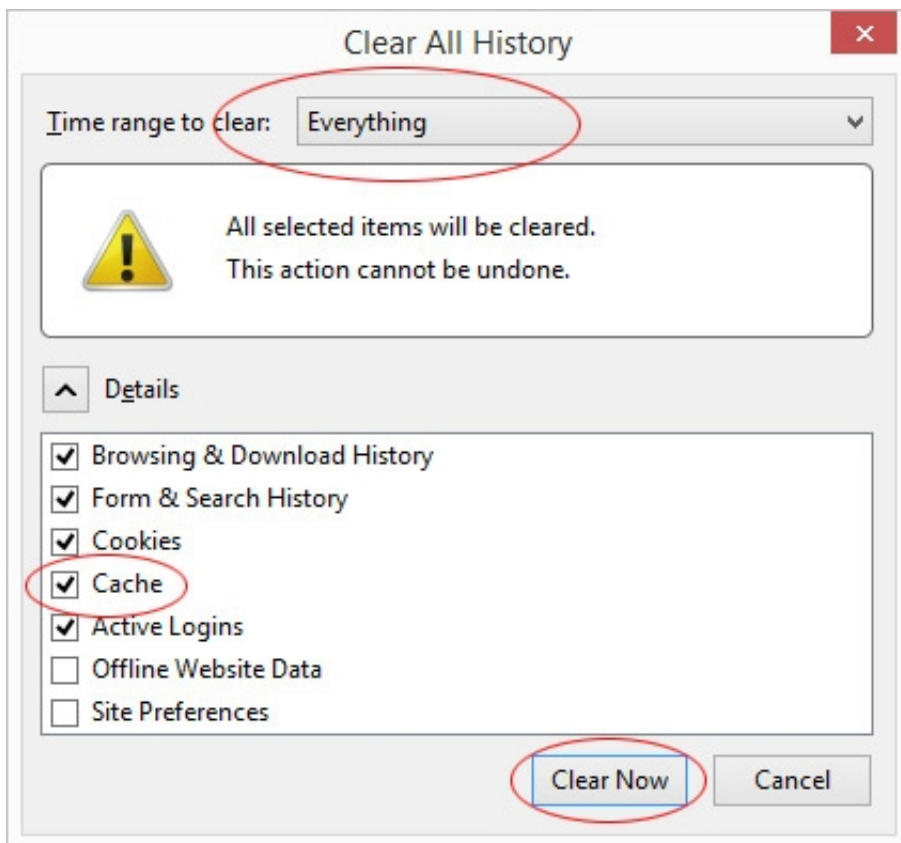 Clear All History
Time range to clear: Everything
All selected items will be cleared.
This action cannot be undone.
Details
Browsing & Download History
Form & Search History
Cookies
Cache
Active Logins
Offline Website Data
Site Preferences
Clear Now Cancel